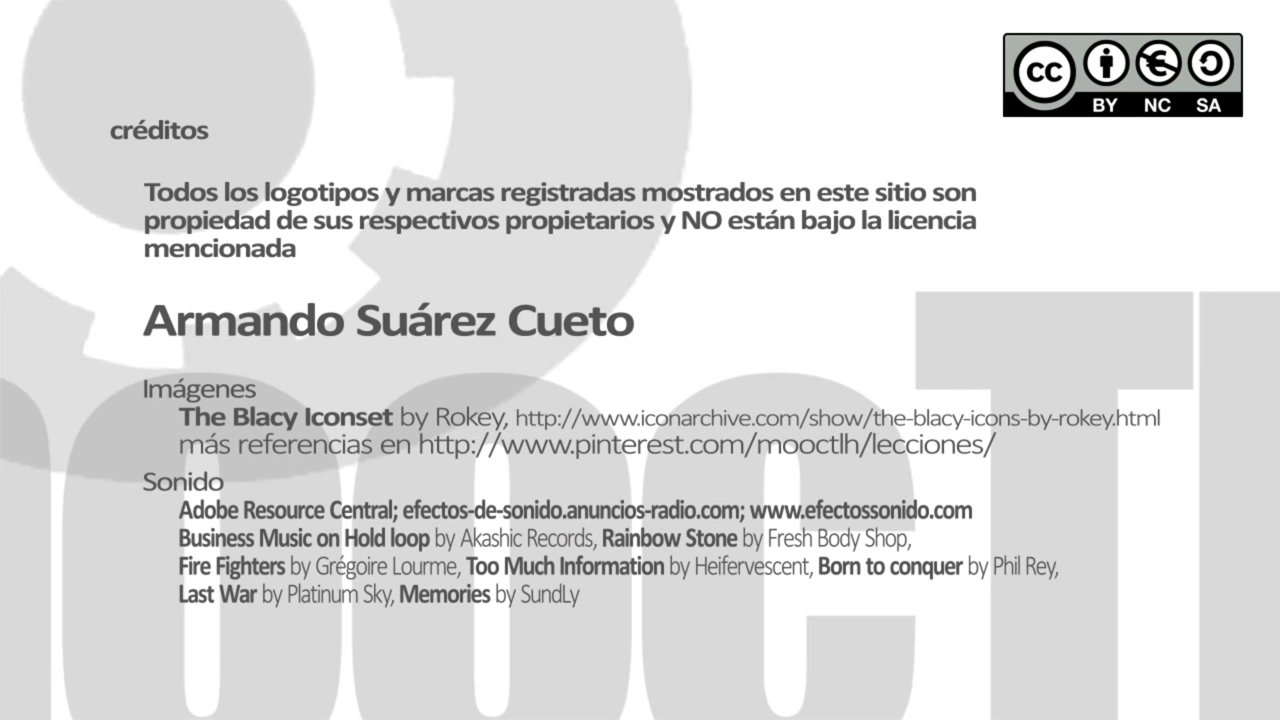 CC BY NC SA
créditos
Todos los logotipos y marcas registradas mostrados en este sitio son
propiedad de sus respectivos propietarios y NO están bajo la licencia
mencionada
Armando Suárez Cueto
Imágenes
The Blacy Iconset by Rokey, http://www.iconarchive.com/show/the-blacy-icons-by-rokey.html
más referencias en http://www.pinterest.com/mooctlh/lecciones/
Sonido
Adobe Resource Central; efectos-de-sonido.anuncios-radio.com; www.efectossonido.com
Business Music on Hold loop by Akashic Records, Rainbow Stone by Fresh Body Shop,
Fire Fighters by Grégoire Lourme, Too Much Information by Heifervescent, Born to conquer by Phil Rey,
Last War by Platinum Sky, Memories by SundLy